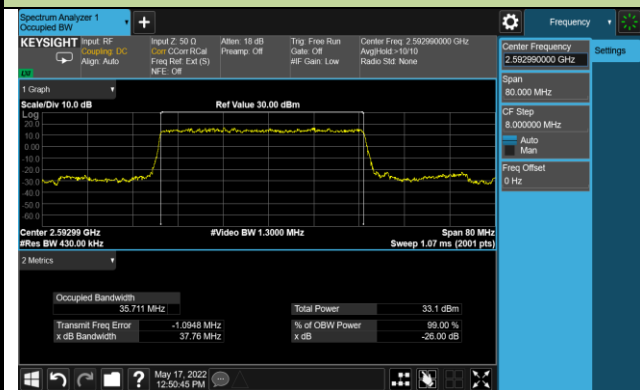 Spectrum Analyzer 1
Occupied BW
Frequency
KEYSIGHT
Input: RF
Coupling: DC
Align: Auto
Input Z: 50 Ω
Corr CCorr RCal
Freq Ref: Ext (S)
NFE: Off
Atten: 18 dB
Preamp: Off
Trig: Free Run
Gate: Off
#IF Gain: Low
Center Freq: 2.592990000 GHz
Avg|Hold:>10/10
Radio Std: None
Center Frequency
2.592990000 GHz
Settings
Span
80.000 MHz
CF Step
8.000000 MHz
Auto
Man
Freq Offset
0 Hz
1 Graph
Scale/Div 10.0 dB
Ref Value 30.00 dBm
Log
20.0
10.0
0.00
-10.0
-20.0
-30.0
-40.0
-50.0
-60.0
Center 2.59299 GHz
#Video BW 1.3000 MHz
Span 80 MHz
#Res BW 430.00 kHz
Sweep 1.07 ms (2001 pts)
2 Metrics
Occupied Bandwidth
35.711 MHz
Total Power
33.1 dBm
Transmit Freq Error
-1.0948 MHz
% of OBW Power
99.00 %
x dB Bandwidth
37.76 MHz
x dB
-26.00 dB
?
May 17, 2022
12:50:45 PM